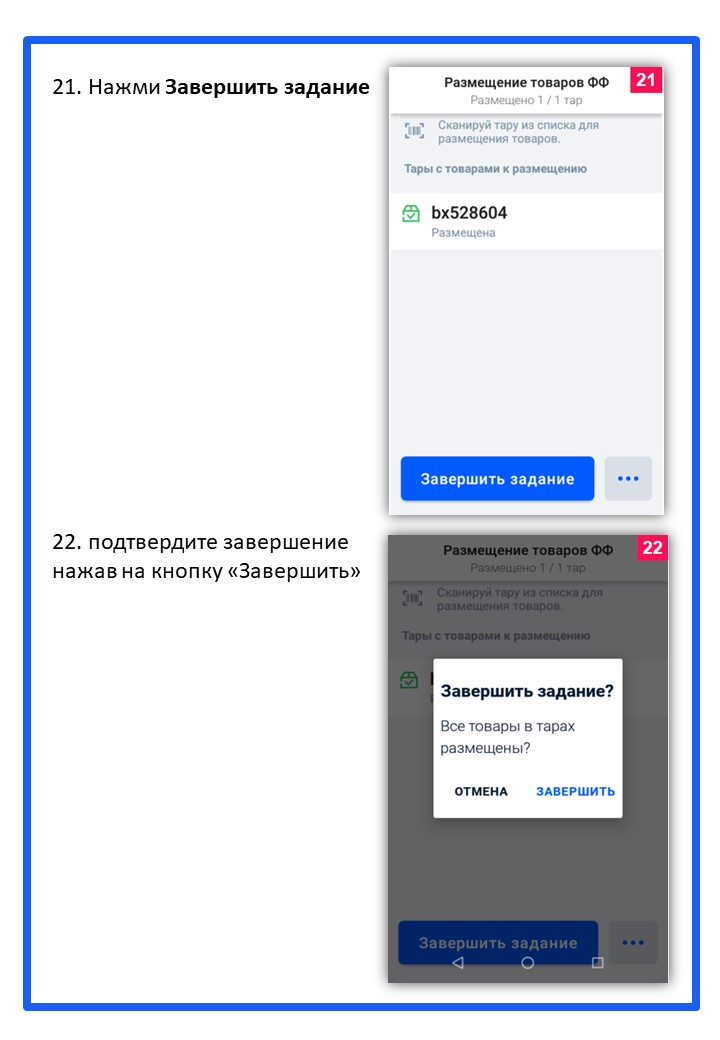 21. Нажми Завершить задание
Размещение товаров ФФ
21
Размещено 1 / 1 тар
Сканируй тару из списка для
размещения товаров.
Тары с товарами к размещению
bx528604
Размещена
Завершить задание
22. подтвердите завершение
нажав на кнопку «Завершить»
Размещение товаров ФФ
22
Размещено 1 / 1 тар
Сканируй тару из списка для
размещения товаров.
Тары с товарами к размещению
Завершить задание?
Все товары в тарах
размещены?
ОТМЕНА ЗАВЕРШИТЬ
Завершить задание